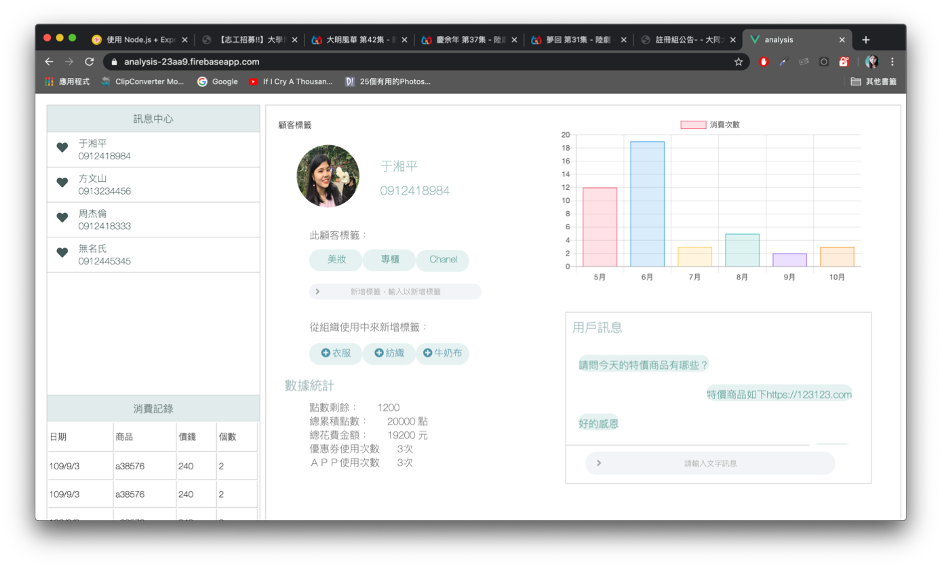 使用 Node.js + Exp
【志工招募!!】大學
大明風華 第42集 -
慶余年 第37集 - 陸
夢回 第31集 - 陸劇
註冊組公告- - 大同
analysis
analysis-23aa9.firebaseapp.com
應用程式
ClipConverter Mo...
Google
If I Cry A Thousan...
25個有用的Photos...
其他書籤
訊息中心
于湘平
0912418984
方文山
0913234456
周杰倫
0912418333
無名氏
0912445345
消費記錄
日期 商品 價錢 個數
109/9/3 a38576 240 2
109/9/3 a38576 240 2
顧客標籤
于湘平
0912418984
此顧客標籤：
美妝 專櫃 Chanel
新增標籤，輸入以新增標籤
從組織使用中來新增標籤：
衣服 紡織 牛奶布
數據統計
點數剩餘： 1200
總累積點數： 20000 點
總花費金額： 19200 元
優惠券使用次數 3次
ＡＰＰ使用次數 3次
消費次數
20
18
16
14
12
10
8
6
4
2
0
5月 6月 7月 8月 9月 10月
用戶訊息
請問今天的特價商品有哪些？
特價商品如下https://123123.com
好的感恩
請輸入文字訊息